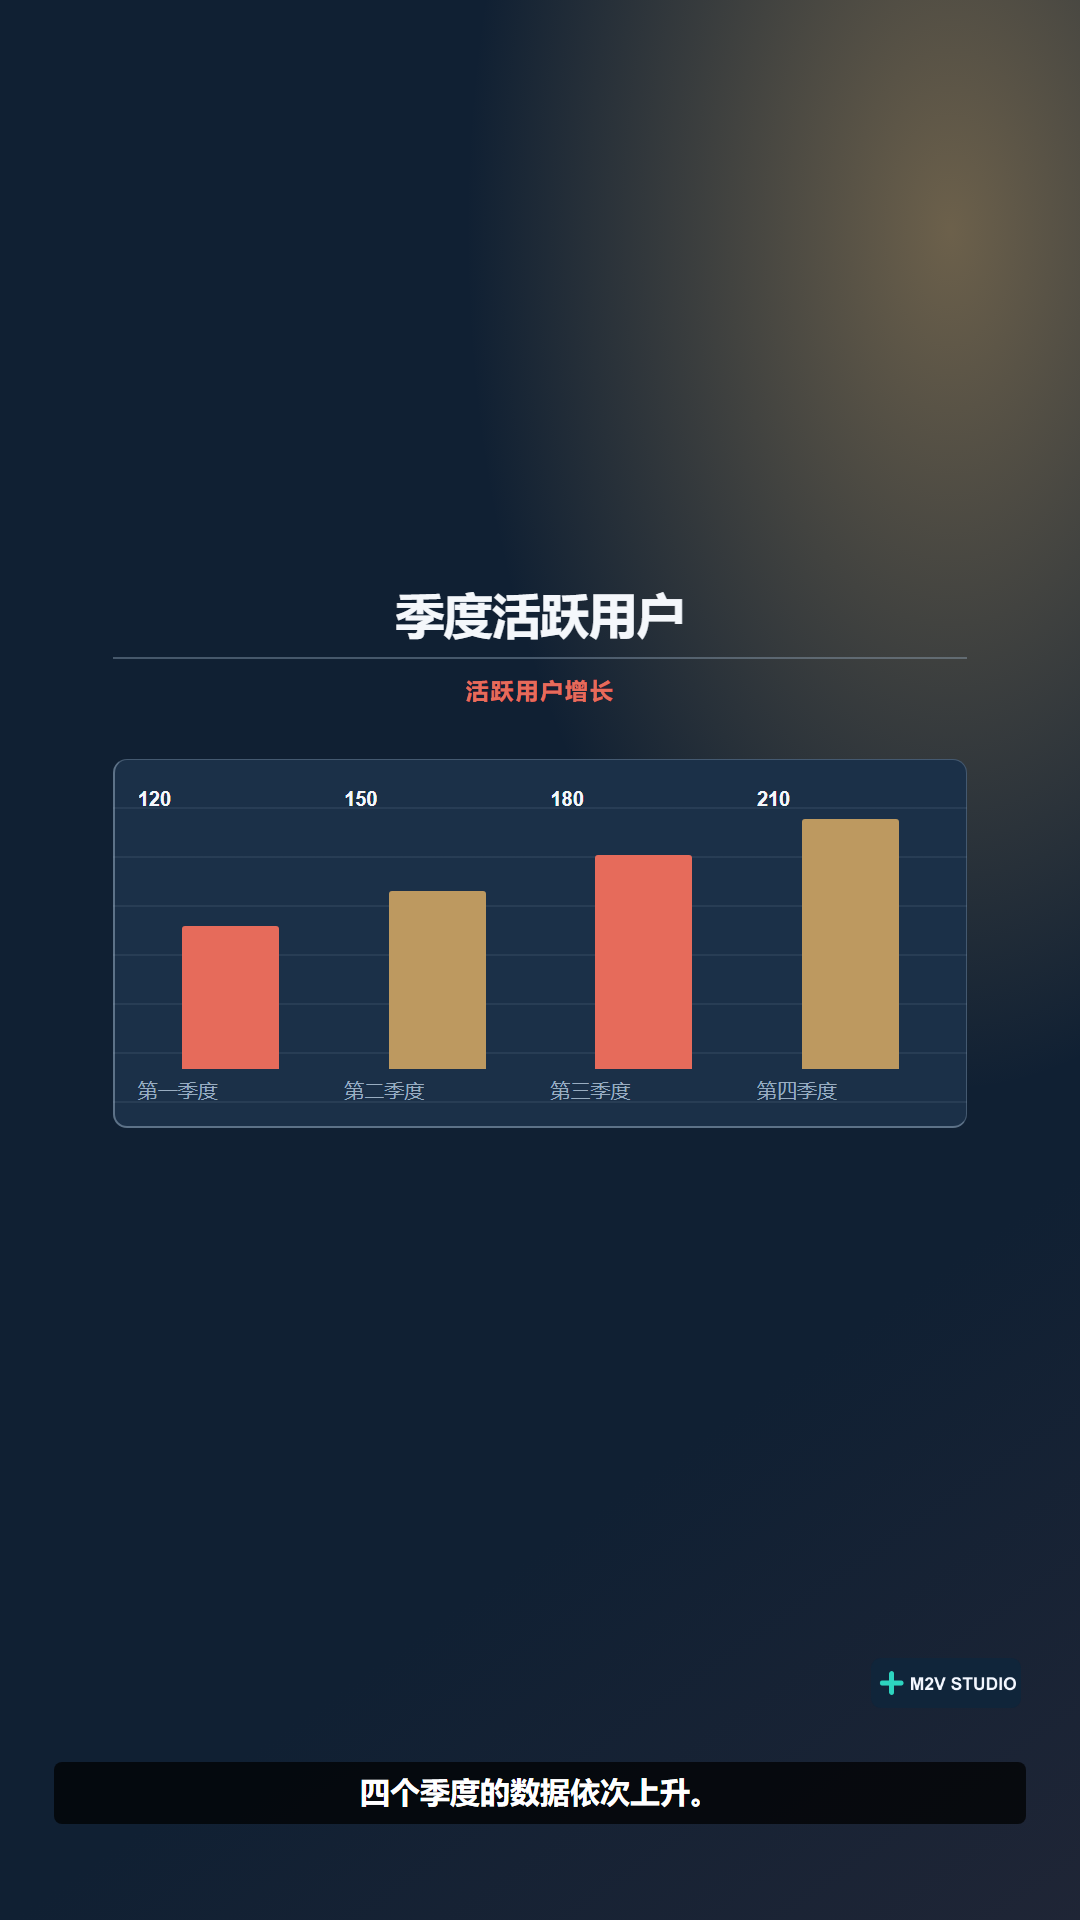 季度活跃用户
活跃用户增长
120 150 180 210
第一季度 第二季度 第三季度 第四季度
M2V STUDIO
四个季度的数据依次上升。